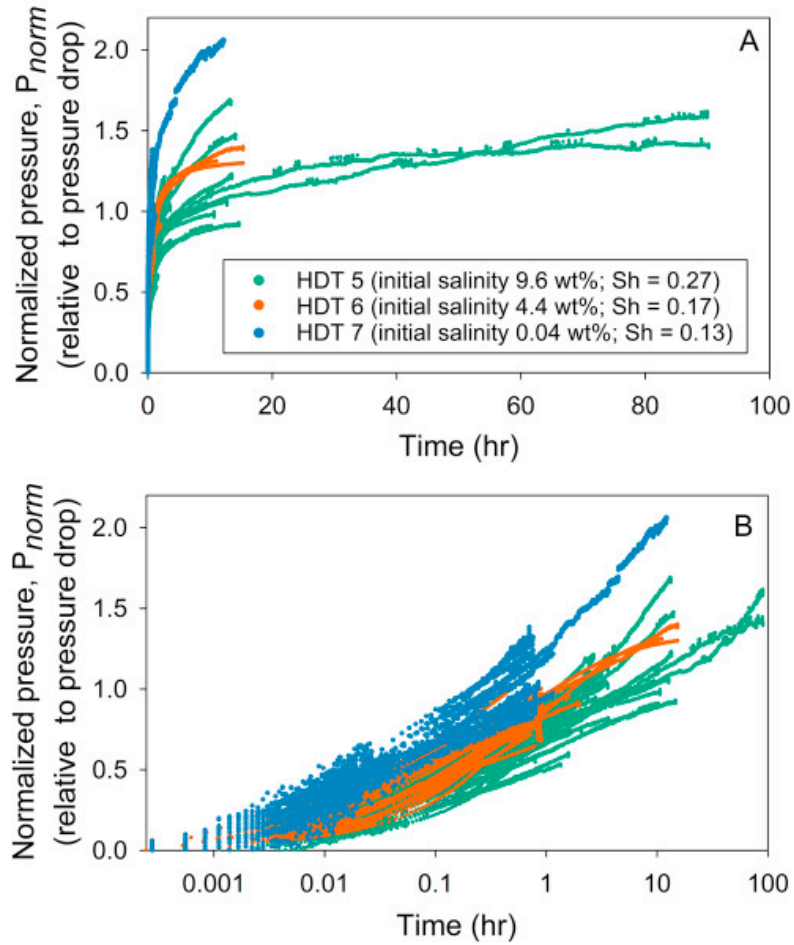 A
Normalized pressure, Pnorm
(relative to pressure drop)
2.0
1.5
1.0
0.5
0.0
HDT 5 (initial salinity 9.6 wt%; Sh = 0.27)
HDT 6 (initial salinity 4.4 wt%; Sh = 0.17)
HDT 7 (initial salinity 0.04 wt%; Sh = 0.13)
0 20 40 60 80 100
Time (hr)
B
Normalized pressure, Pnorm
(relative to pressure drop)
2.0
1.5
1.0
0.5
0.0
0.001 0.01 0.1 1 10 100
Time (hr)